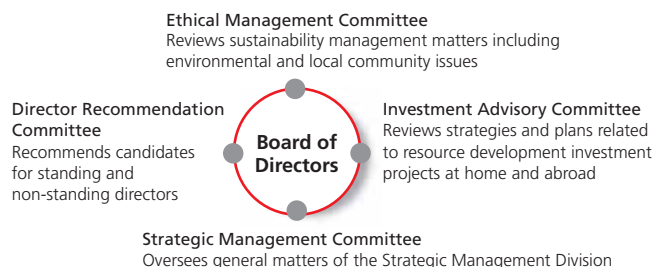 Ethical Management Committee
Reviews sustainability management matters including
environmental and local community issues
Director Recommendation
Committee
Recommends candidates
for standing and
non-standing directors
Board of
Directors
Investment Advisory Committee
Reviews strategies and plans related
to resource development investment
projects at home and abroad
Strategic Management Committee
Oversees general matters of the Strategic Management Division